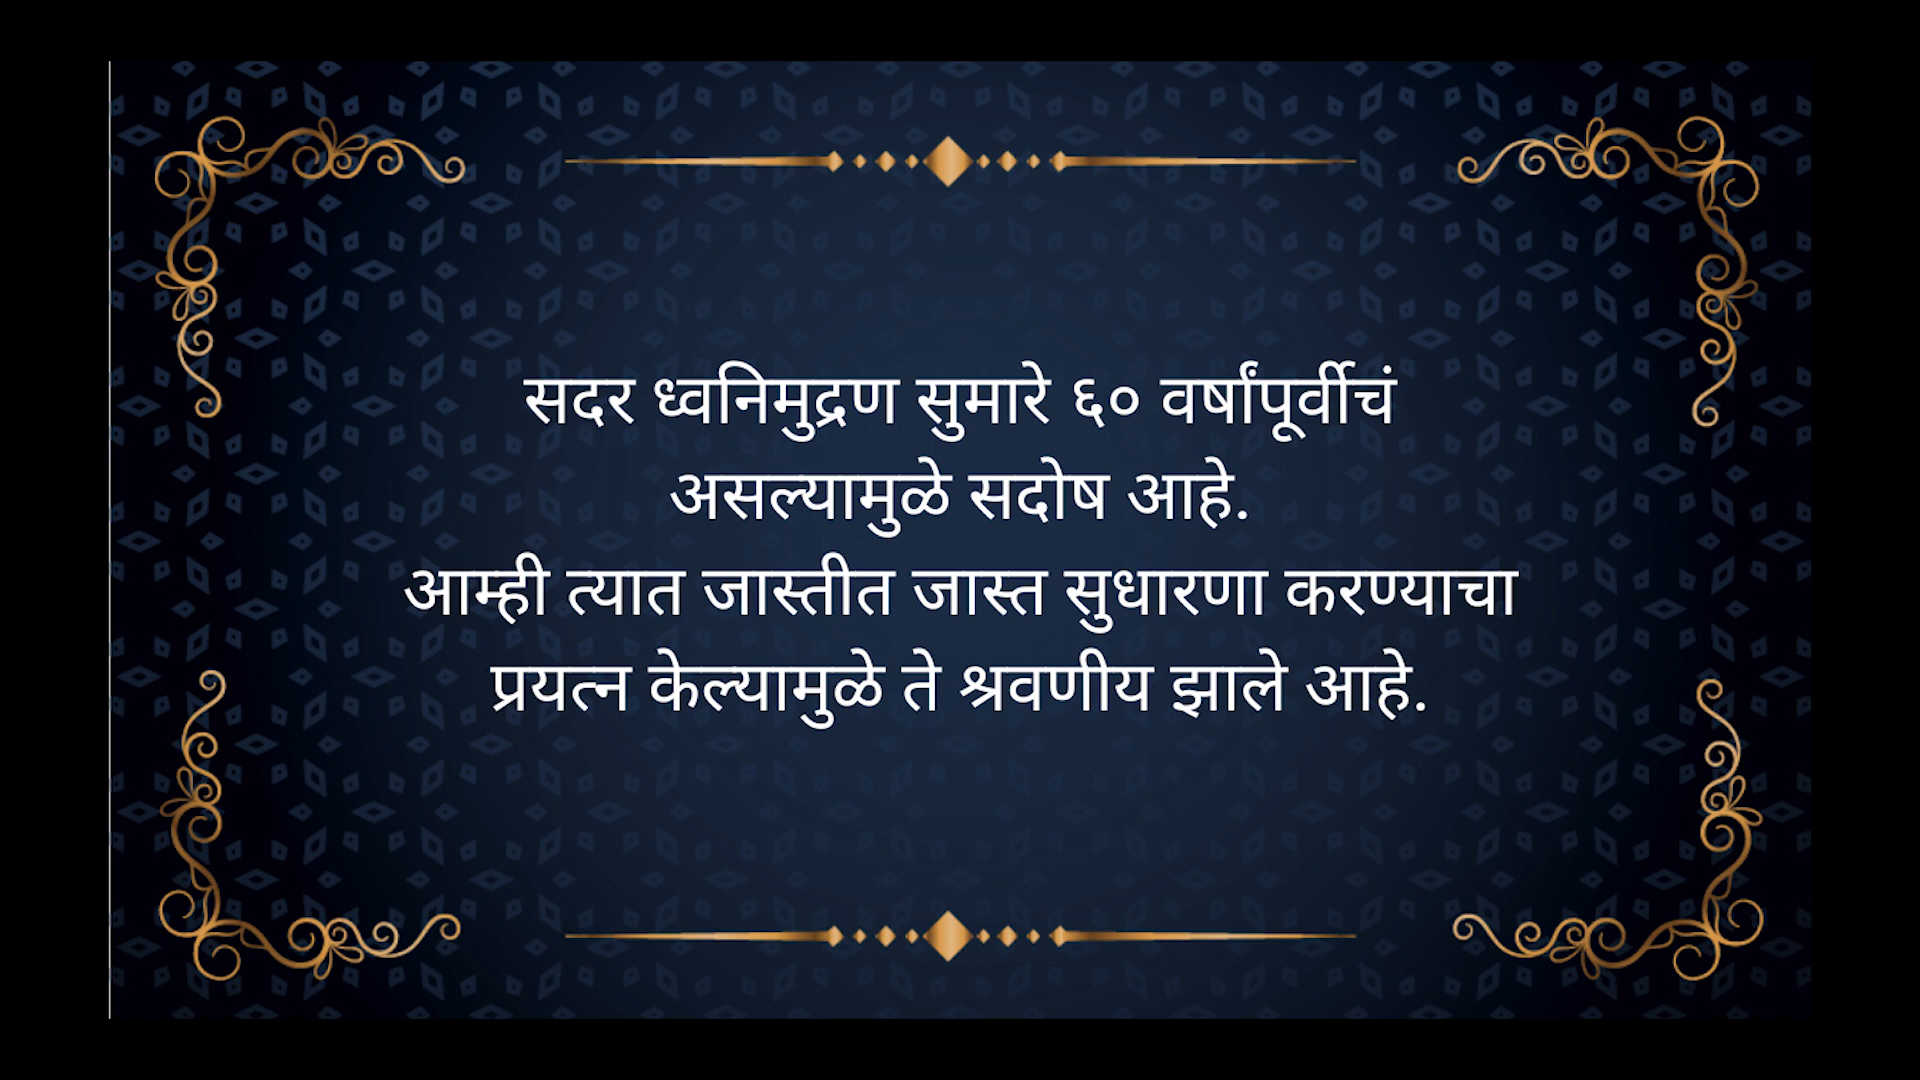 सदर ध्वनिमुद्रण सुमारे ६० वर्षांपूर्वीचं
असल्यामुळे सदोष आहे.
आम्ही त्यात जास्तीत जास्त सुधारणा करण्याचा
प्रयत्न केल्यामुळे ते श्रवणीय झाले आहे.